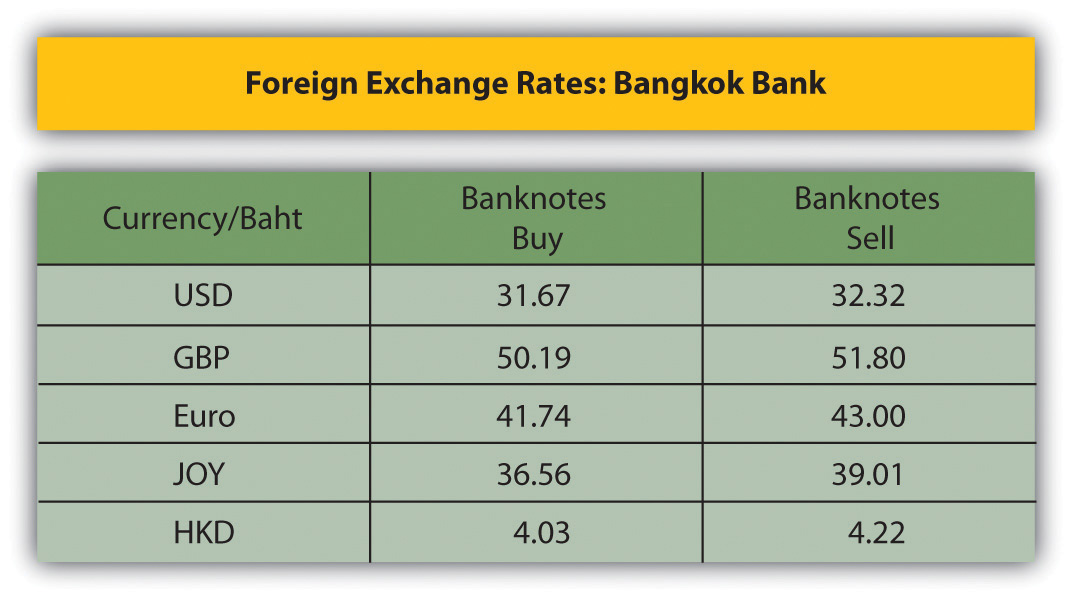 Foreign Exchange Rates: Bangkok Bank
Currency/Baht Banknotes Buy Banknotes Sell
USD 31.67 32.32
GBP 50.19 51.80
Euro 41.74 43.00
JOY 36.56 39.01
HKD 4.03 4.22